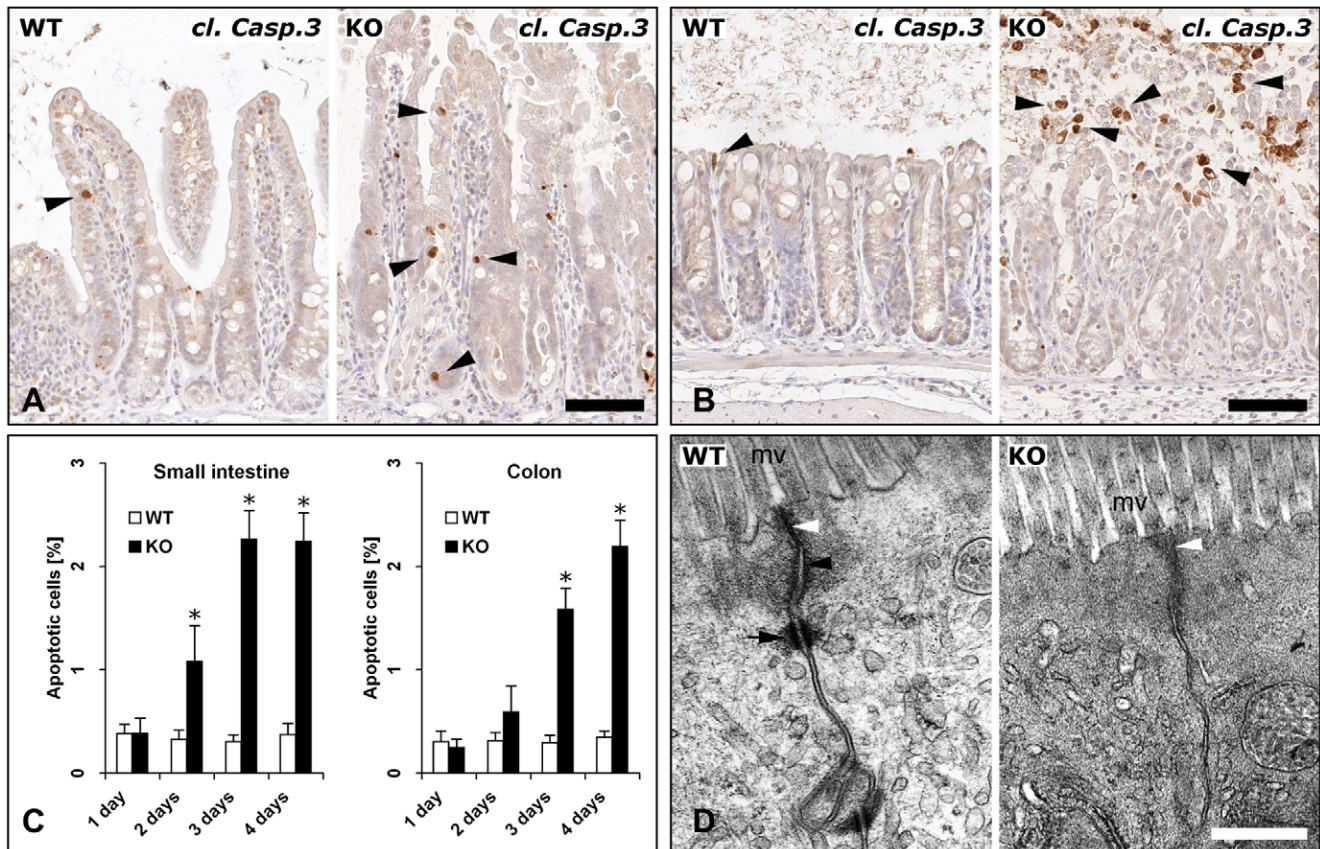 WT cl. Casp.3
KO cl. Casp.3
A
WT cl. Casp.3
KO cl. Casp.3
B
Small intestine
Apoptotic cells [%]
3
2
1
0
WT
KO
*
*
*
1 day
2 days
3 days
4 days
Colon
Apoptotic cells [%]
3
2
1
0
WT
KO
*
*
1 day
2 days
3 days
4 days
C
WT
mv
D
KO
mv